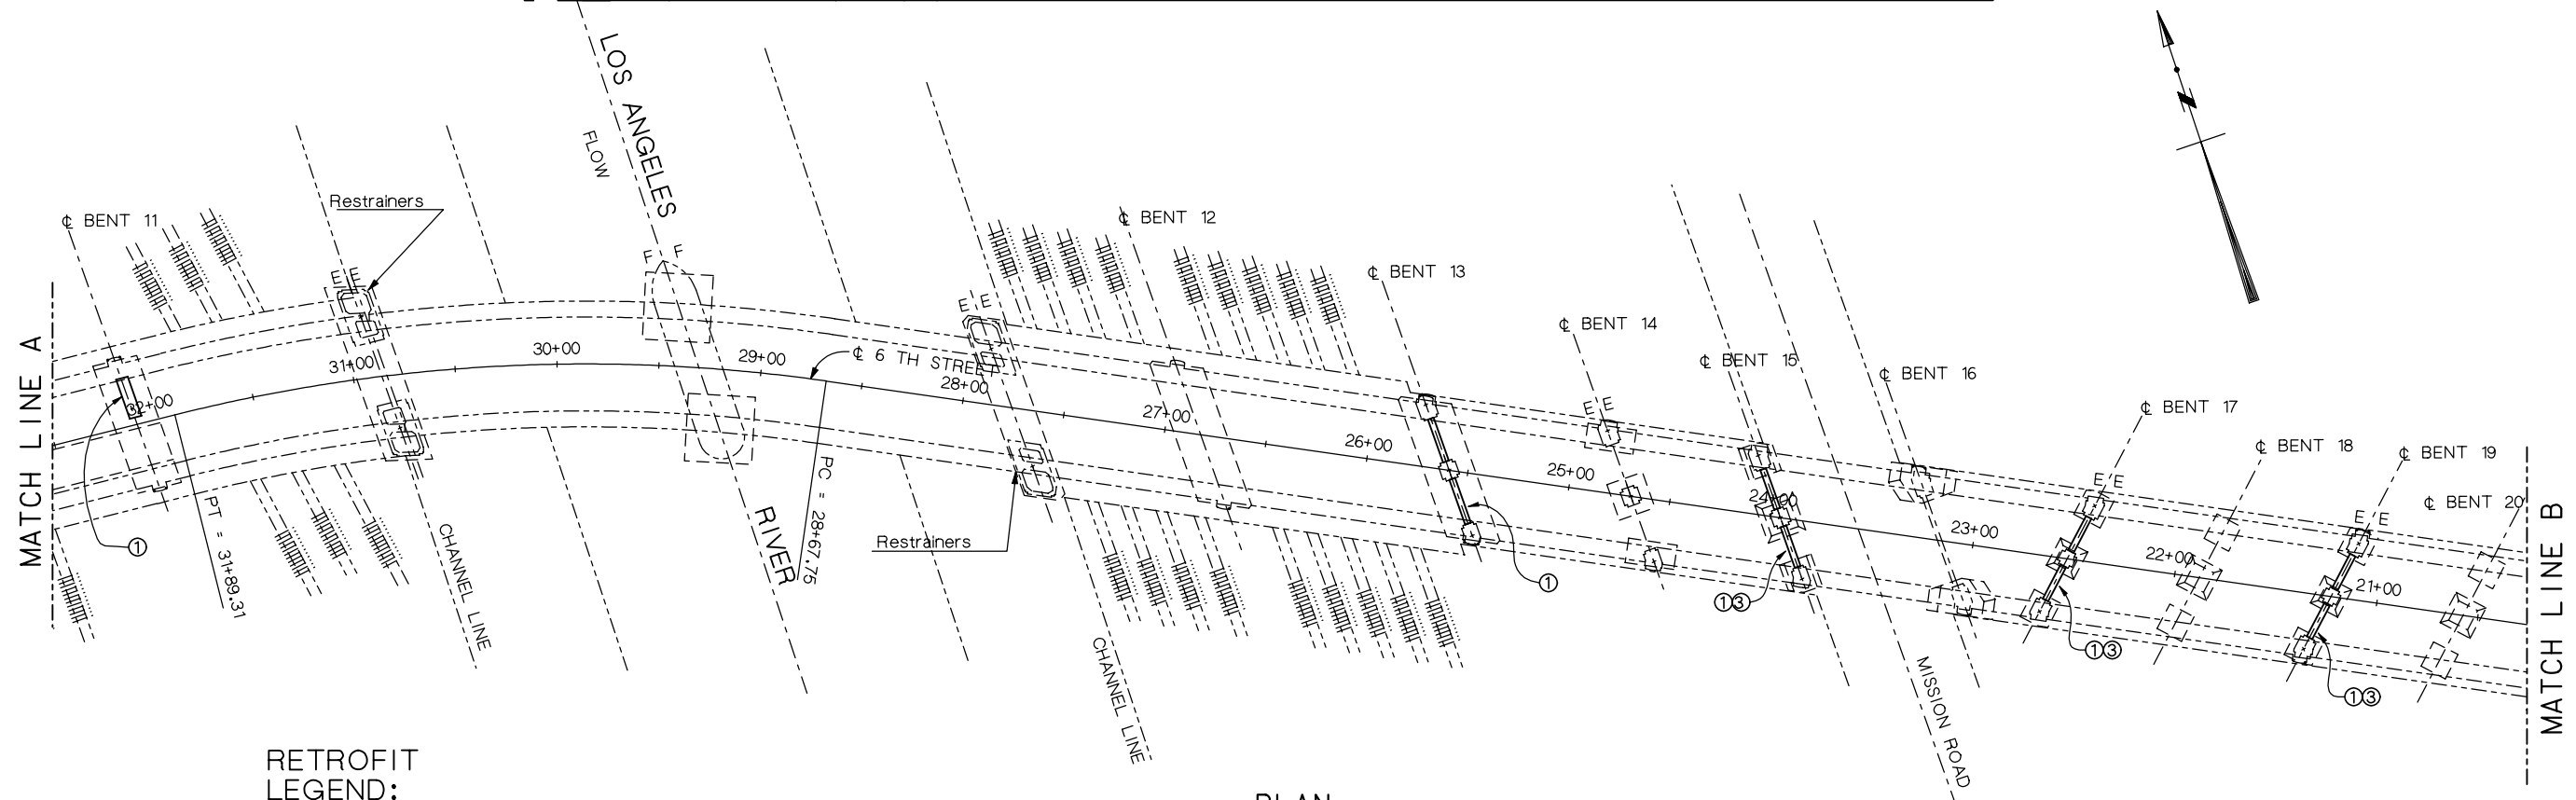 LOS ANGELES
FLOW
Restrainers
℄ BENT 11
℄ BENT 12
℄ BENT 13
℄ BENT 14
℄ BENT 15
℄ BENT 16
℄ BENT 17
℄ BENT 18
℄ BENT 19
℄ BENT 20
E E
F F
E E
E E
E E
E E
MATCH LINE A
32+00
31+00
30+00
29+00
℄ 6 TH STREET
28+00
27+00
26+00
25+00
24+00
23+00
22+00
21+00
MATCH LINE B
①
PT = 31+89.31
CHANNEL LINE
RIVER
PC = 28+67.75
Restrainers
CHANNEL LINE
①
①③
①③
①③
MISSION ROAD
RETROFIT
LEGEND:
PLAN